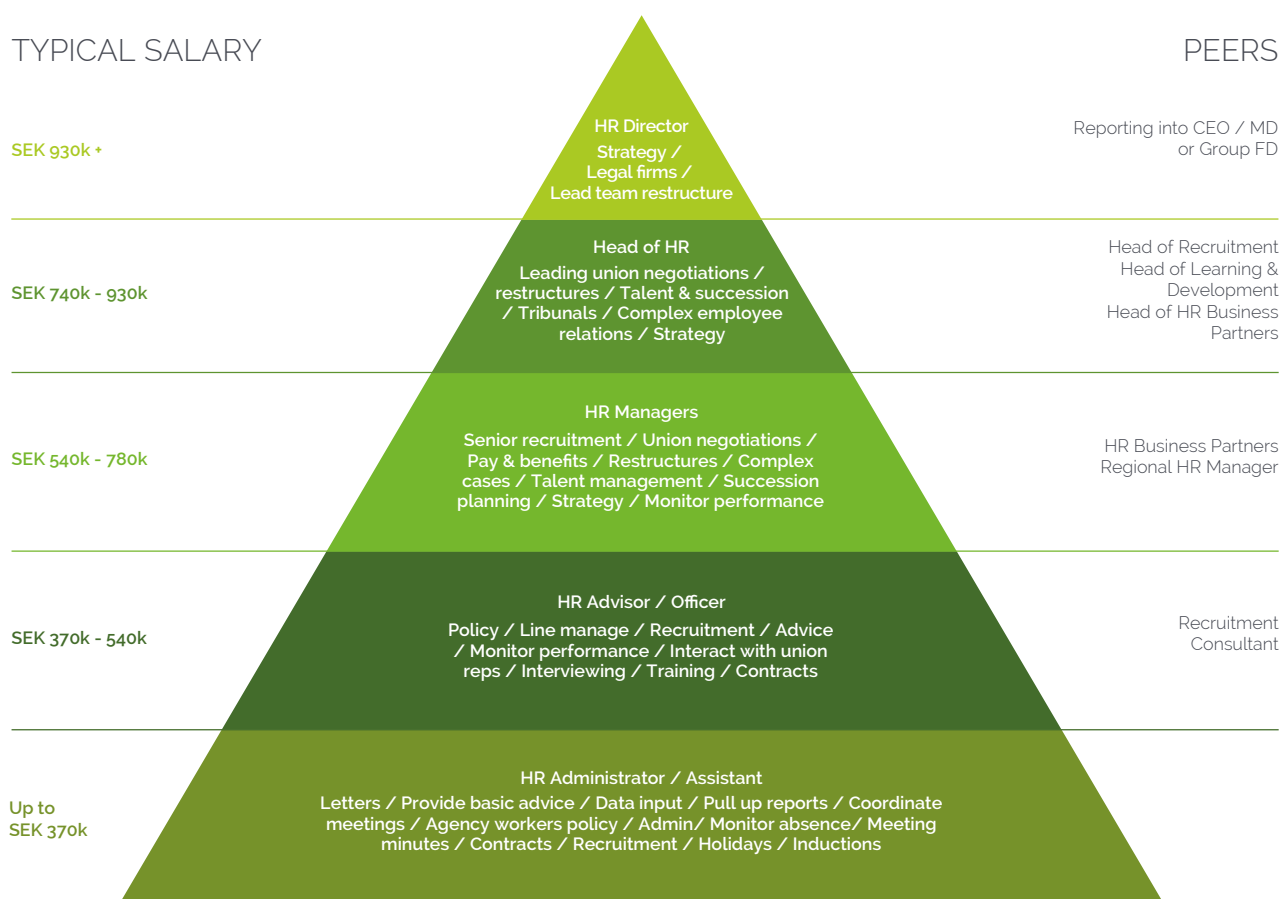 TYPICAL SALARY
PEERS
HR Director
Strategy /
Legal firms /
Lead team restructure
SEK 930k +
Reporting into CEO / MD
or Group FD
Head of HR
Leading union negotiations /
restructures / Talent & succession
/ Tribunals / Complex employee
relations / Strategy
SEK 740k - 930k
Head of Recruitment
Head of Learning &
Development
Head of HR Business
Partners
HR Managers
Senior recruitment / Union negotiations /
Pay & benefits / Restructures / Complex
cases / Talent management / Succession
planning / Strategy / Monitor performance
SEK 540k - 780k
HR Business Partners
Regional HR Manager
HR Advisor / Officer
Policy / Line manage / Recruitment / Advice
/ Monitor performance / Interact with union
reps / Interviewing / Training / Contracts
SEK 370k - 540k
Recruitment
Consultant
HR Administrator / Assistant
Letters / Provide basic advice / Data input / Pull up reports / Coordinate
meetings / Agency workers policy / Admin/ Monitor absence/ Meeting
minutes / Contracts / Recruitment / Holidays / Inductions
Up to
SEK 370k